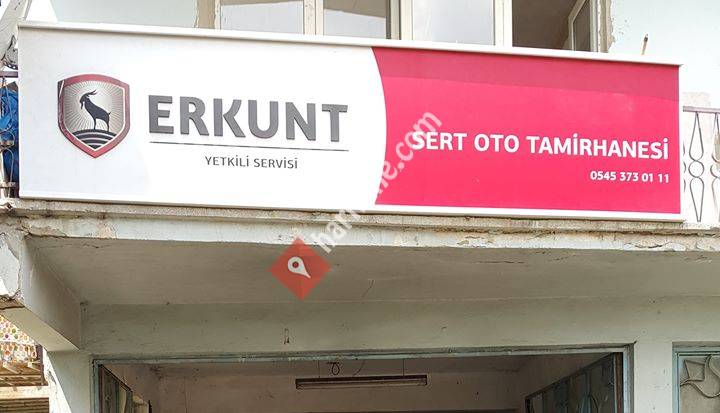 ERKUNT
YETKİLİ SERVİSİ
SERT OTO TAMİRHANESİ
0545 373 01 11